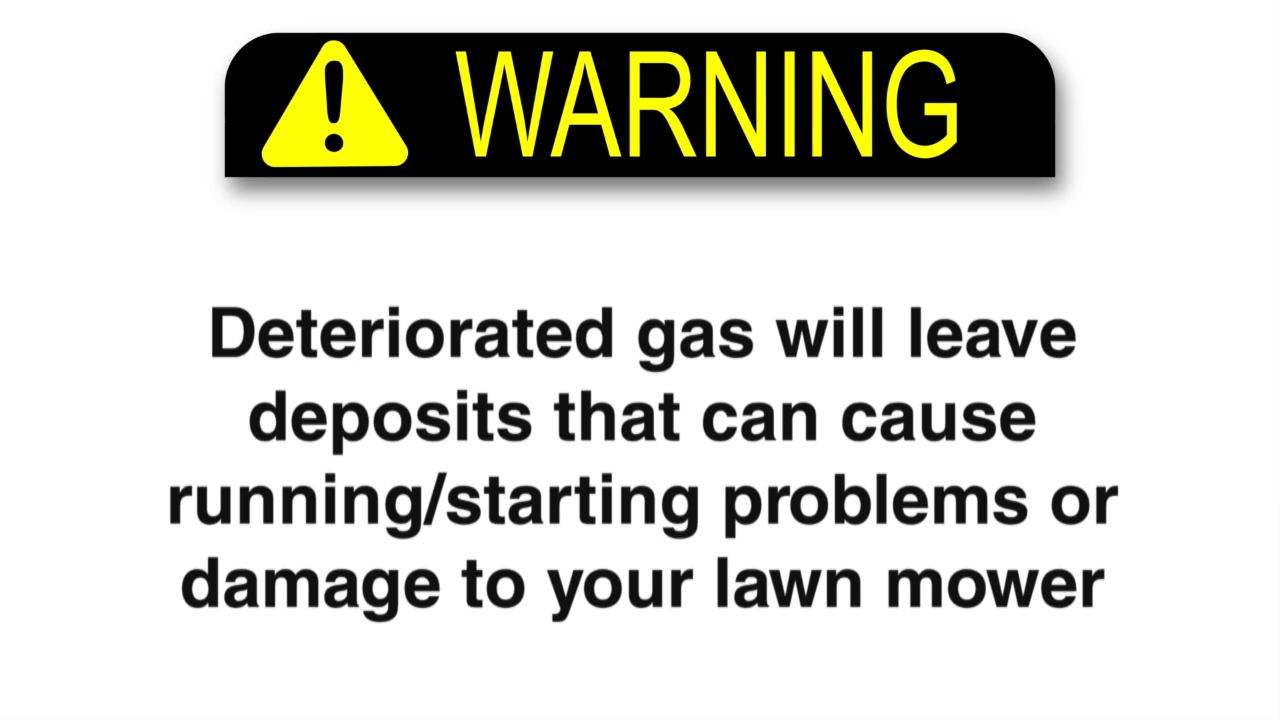 WARNING
Deteriorated gas will leave
deposits that can cause
running/starting problems or
damage to your lawn mower